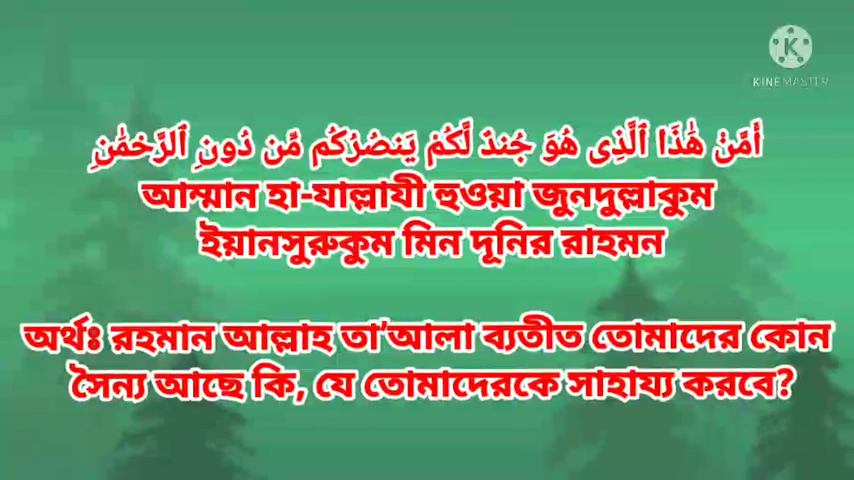 K
KINEMASTER
أَمَّنْ هَٰذَا ٱلَّذِى هُوَ جُندٌ لَّكُمْ يَنصُرُكُم مِّن دُونِ ٱلرَّحْمَٰنِ
আম্মান হা-যাল্লাযী হুওয়া জুনদুল্লাকুম
ইয়ানসুরুকুম মিন দূনির রাহমন
অর্থঃ রহমান আল্লাহ তা'আলা ব্যতীত তোমাদের কোন
সৈন্য আছে কি, যে তোমাদেরকে সাহায্য করবে?